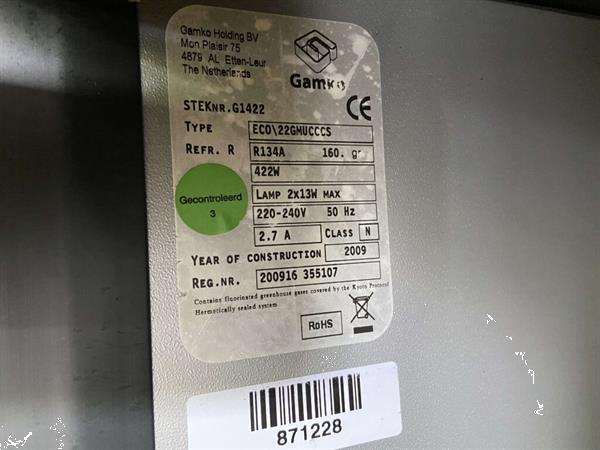 Gamko Holding BV
Mon Plaisir 75
4879 AL Etten-Leur
The Netherlands
Gamko
CE
STEKNR.G1422
TYPE ECO\22GMUCCCS
REFR. R R134A 160. gr
422W
Gecontroleerd
3
LAMP 2x13W MAX
220-240V 50 Hz
2.7 A CLASS N
YEAR OF CONSTRUCTION 2009
REG.NR. 200916 355107
Contains fluorinated greenhouse gases covered by the Kyoto Protocol
Hermetically sealed system
RoHS
871228